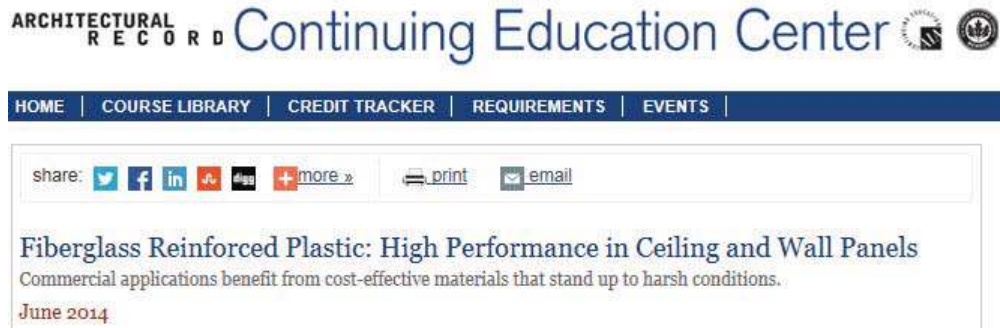 ARCHITECTURAL RECORD Continuing Education Center
HOME | COURSE LIBRARY | CREDIT TRACKER | REQUIREMENTS | EVENTS |
share: digg more » print email
Fiberglass Reinforced Plastic: High Performance in Ceiling and Wall Panels
Commercial applications benefit from cost-effective materials that stand up to harsh conditions.
June 2014